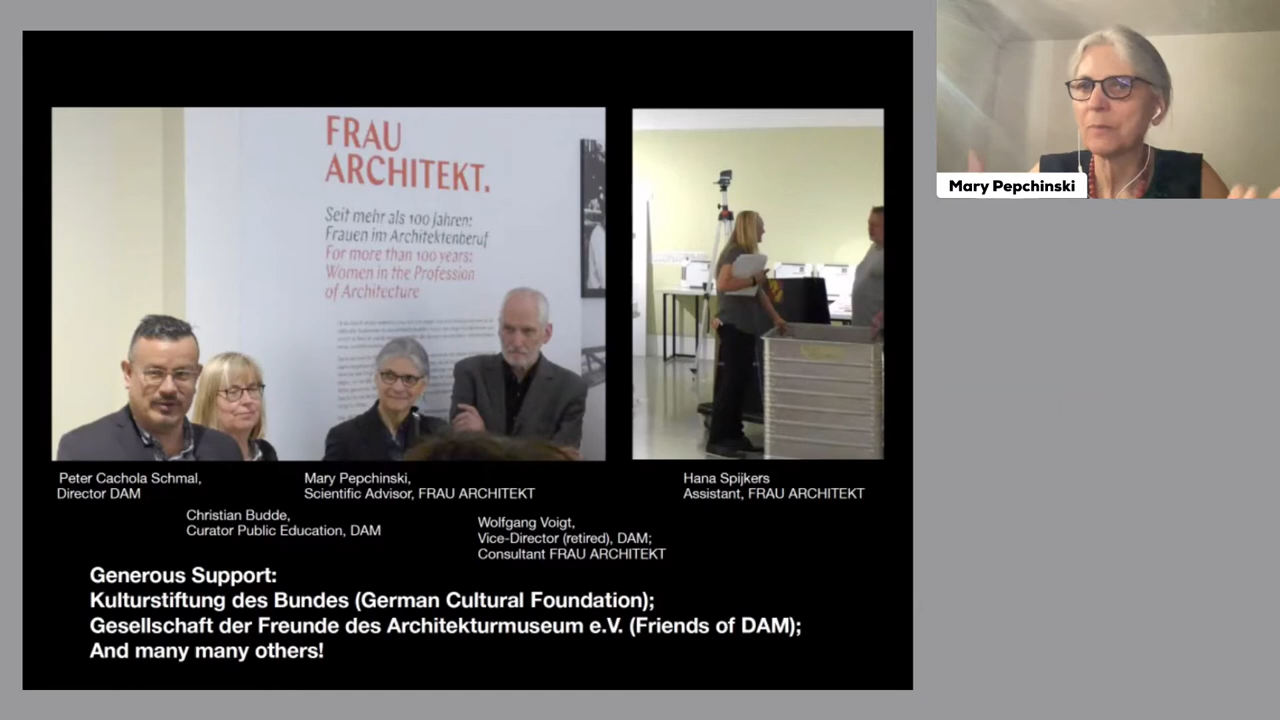 FRAU
ARCHITEKT.
Seit mehr als 100 Jahren:
Frauen im Architektenberuf
For more than 100 years:
Women in the Profession
of Architecture
Mary Pepchinski
Peter Cachola Schmal,
Director DAM
Mary Pepchinski,
Scientific Advisor, FRAU ARCHITEKT
Hana Spijkers
Assistant, FRAU ARCHITEKT
Christian Budde,
Curator Public Education, DAM
Wolfgang Voigt,
Vice-Director (retired), DAM;
Consultant FRAU ARCHITEKT
Generous Support:
Kulturstiftung des Bundes (German Cultural Foundation);
Gesellschaft der Freunde des Architekturmuseum e.V. (Friends of DAM);
And many many others!